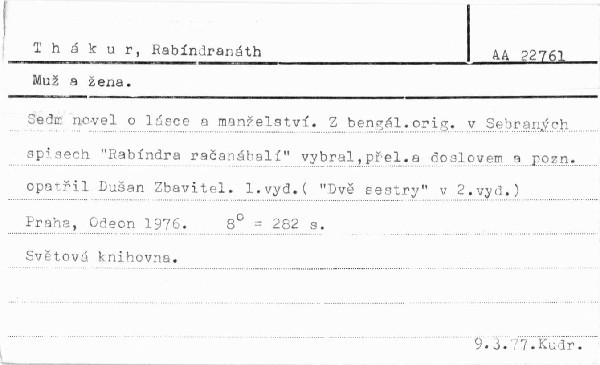 T h á k u r, Rabíndranáth
AA 22761
Muž a žena.
Sedm novel o lásce a manželství. Z bengál.orig. v Sebraných
spisech "Rabíndra račanábalí" vybral,přel.a doslovem a pozn.
opatřil Dušan Zbavitel. 1.vyd.( "Dvě sestry" v 2.vyd.)
Praha, Odeon 1976. 8° = 282 s.
Světová knihovna.
9.3.77.Kudr.